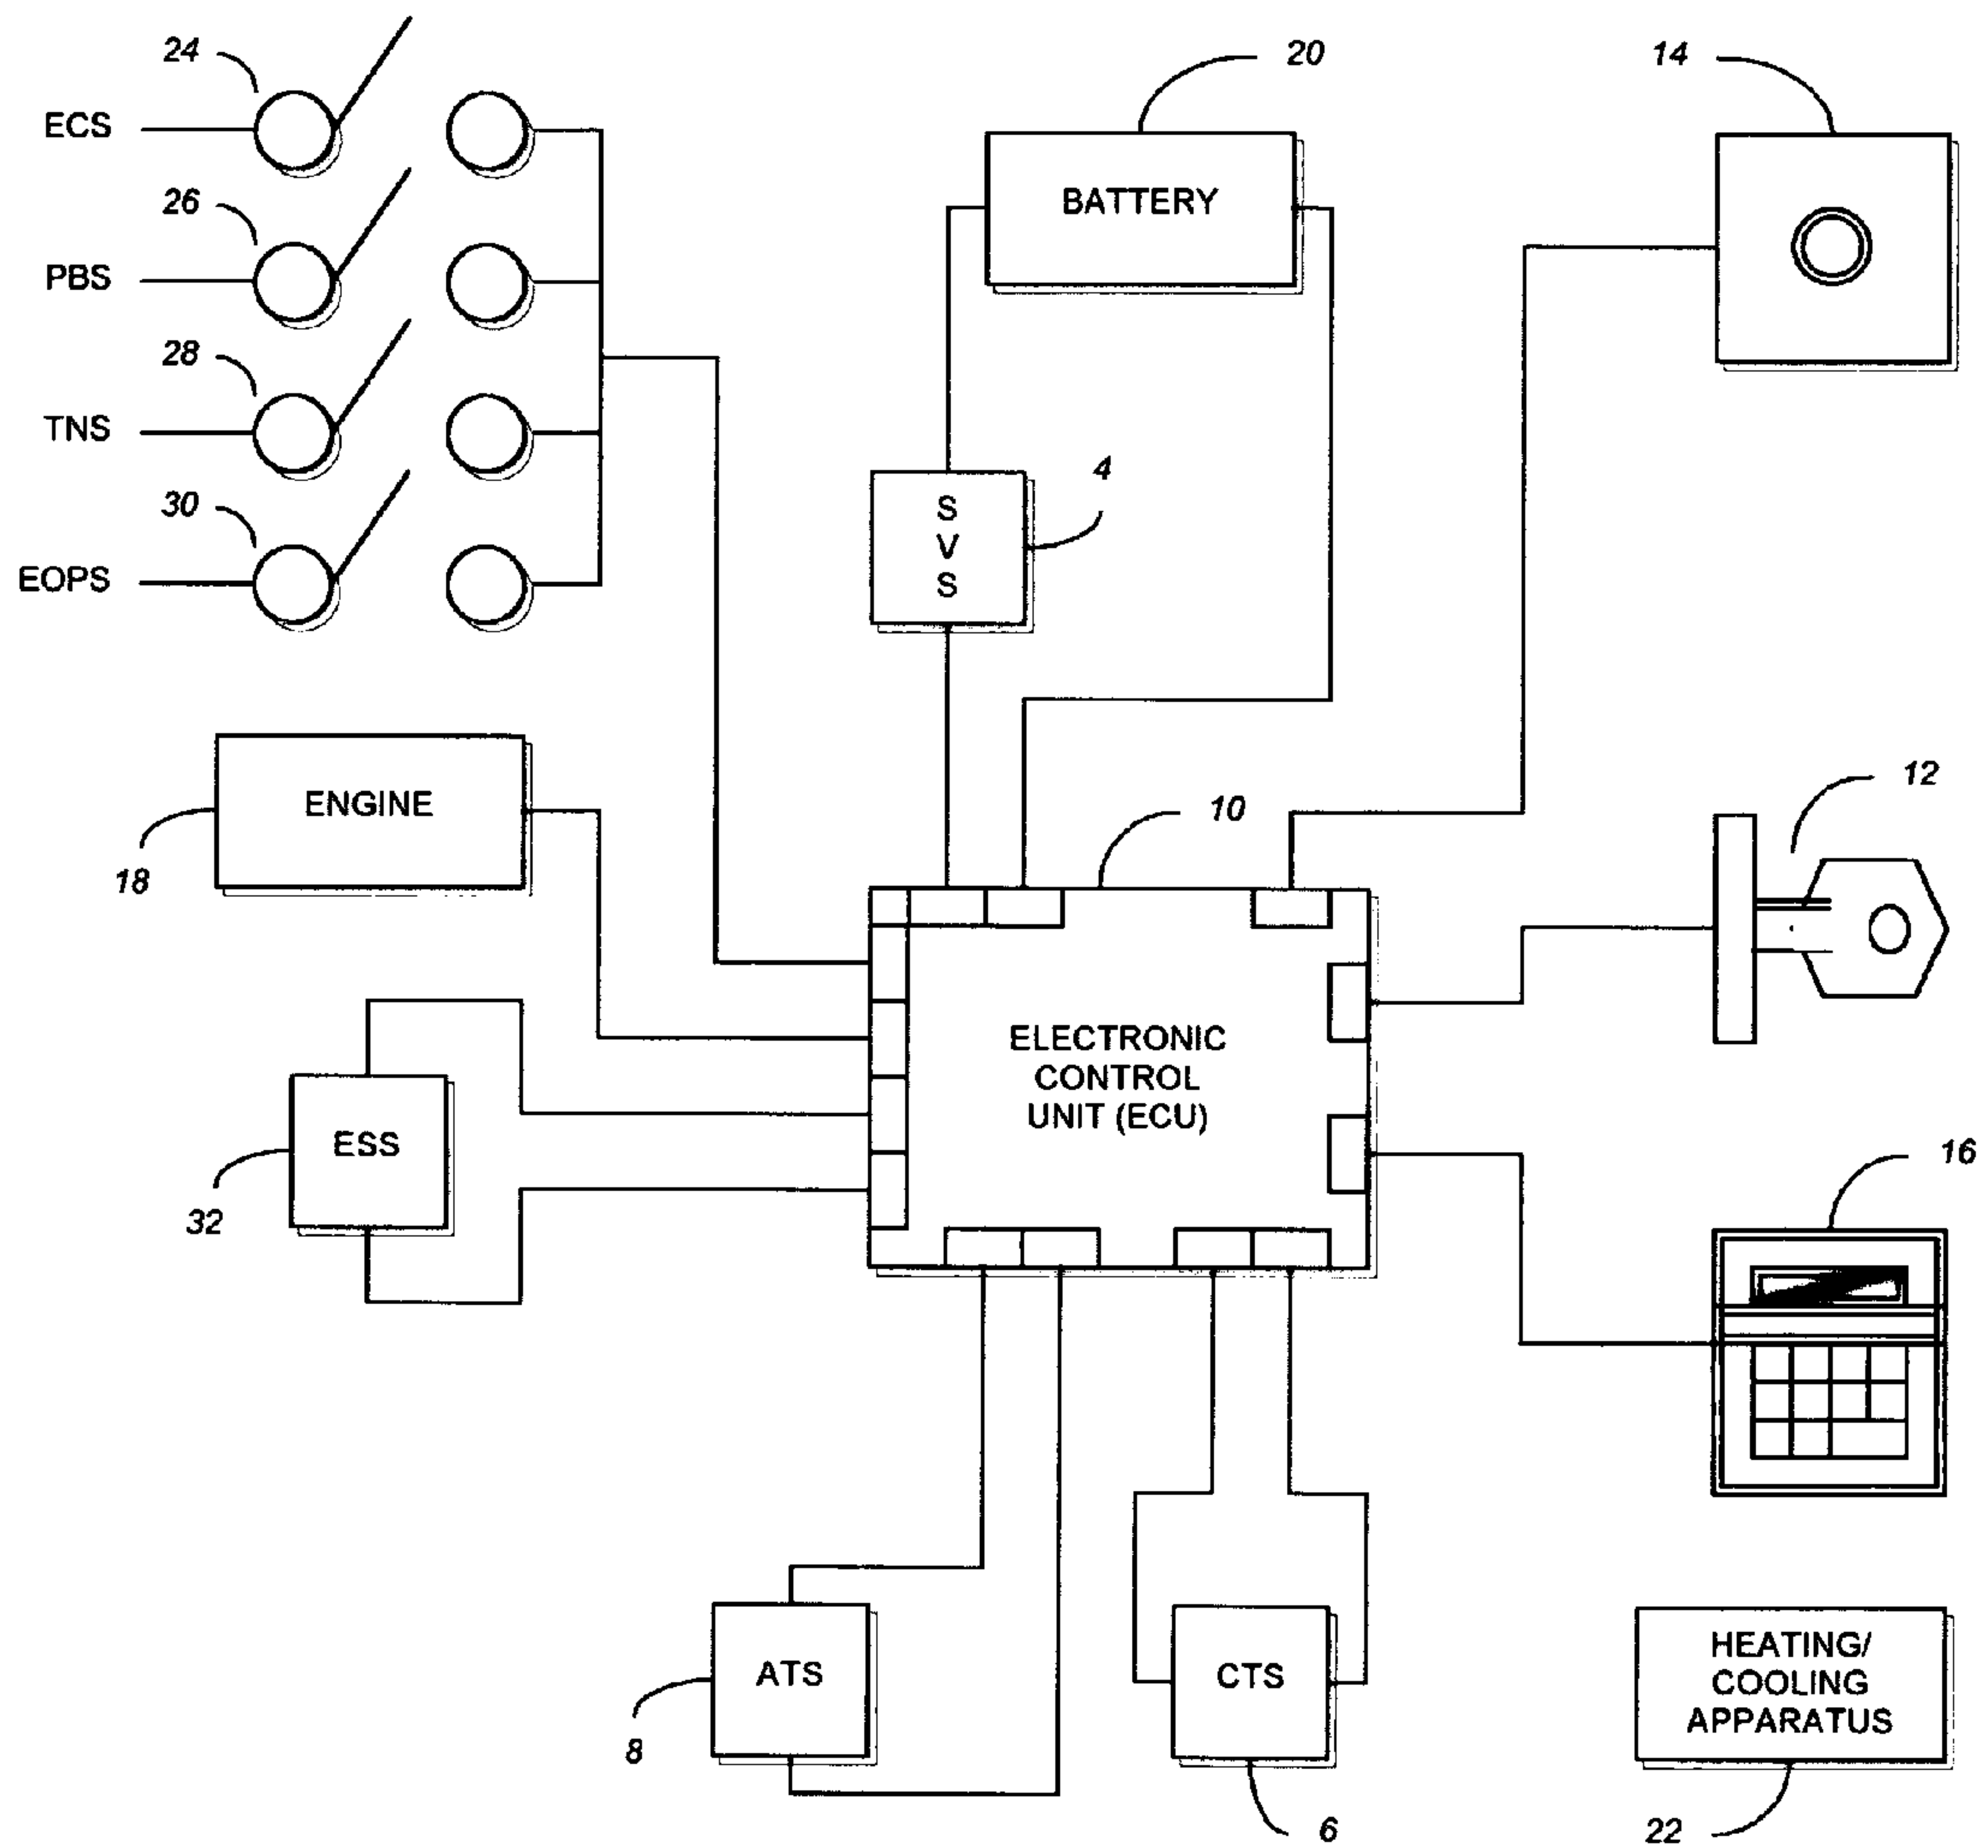 24
20
14
ECS
BATTERY
26
PBS
28
TNS
4
S
V
S
30
EOPS
12
ENGINE
10
18
ELECTRONIC
CONTROL
UNIT (ECU)
ESS
16
32
ATS
CTS
HEATING/
COOLING
APPARATUS
8
6
22